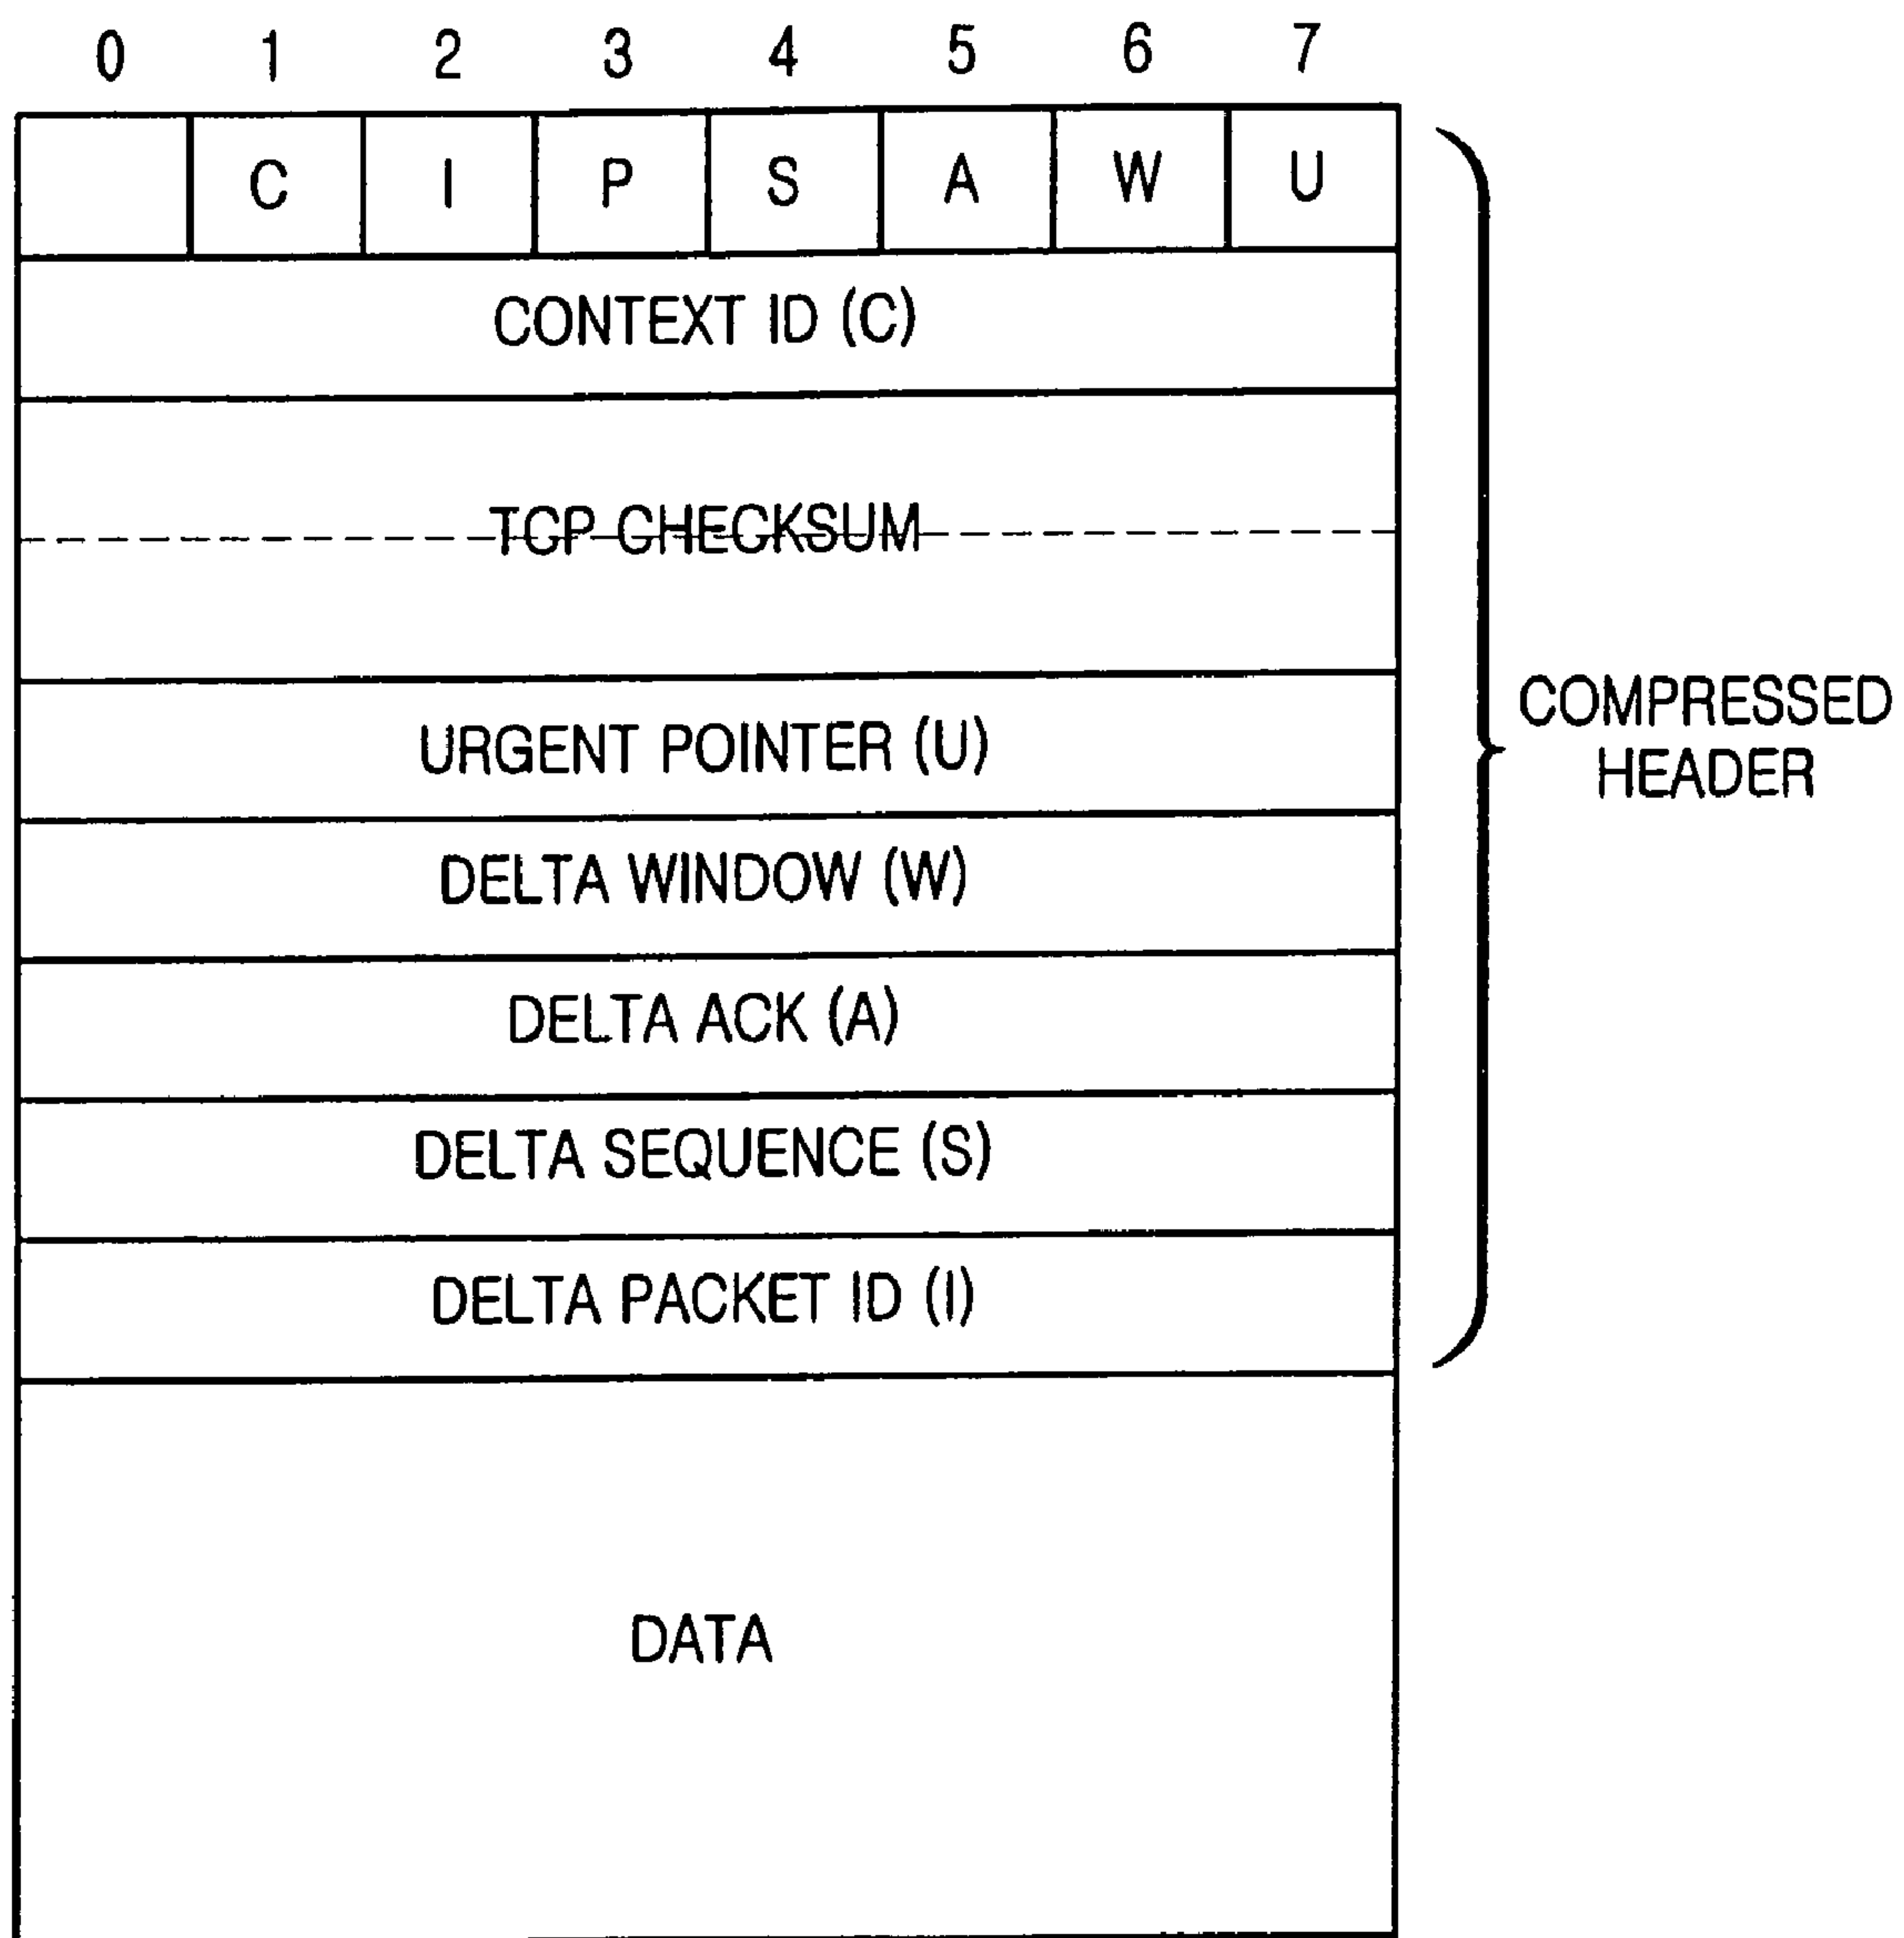 0 1 2 3 4 5 6 7
C I P S A W U
CONTEXT ID (C)
TCP CHECKSUM
URGENT POINTER (U)
DELTA WINDOW (W)
DELTA ACK (A)
DELTA SEQUENCE (S)
DELTA PACKET ID (I)
DATA
COMPRESSED
HEADER